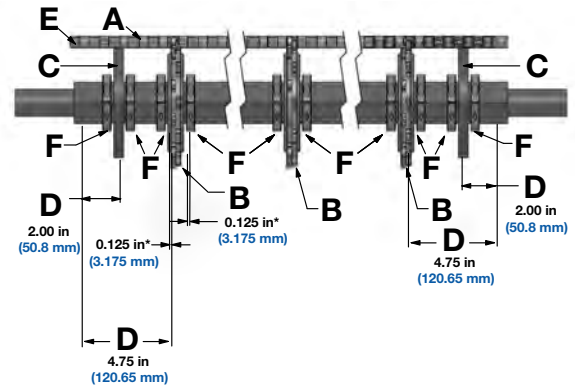 E
A
C
C
F
F
F
F
F
F
B
B
B
D
2.00 in
(50.8 mm)
0.125 in*
(3.175 mm)
0.125 in*
(3.175 mm)
D
2.00 in
(50.8 mm)
D
4.75 in
(120.65 mm)
D
4.75 in
(120.65 mm)